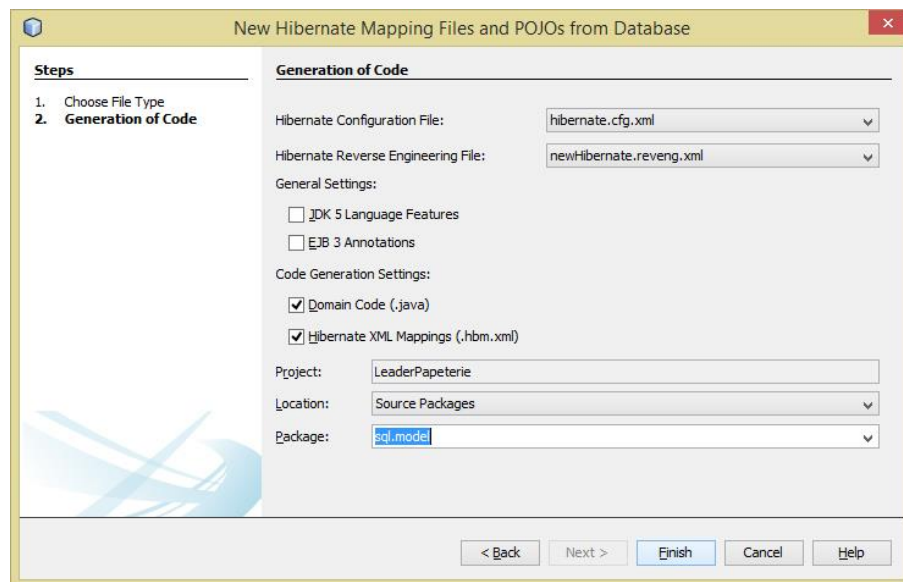 New Hibernate Mapping Files and POJOs from Database
Steps
1. Choose File Type
2. Generation of Code
Generation of Code
Hibernate Configuration File: hibernate.cfg.xml
Hibernate Reverse Engineering File: newHibernate.reveng.xml
General Settings:
JDK 5 Language Features
EJB 3 Annotations
Code Generation Settings:
Domain Code (.java)
Hibernate XML Mappings (.hbm.xml)
Project: LeaderPapeterie
Location: Source Packages
Package: sql.model
< Back Next > Finish Cancel Help